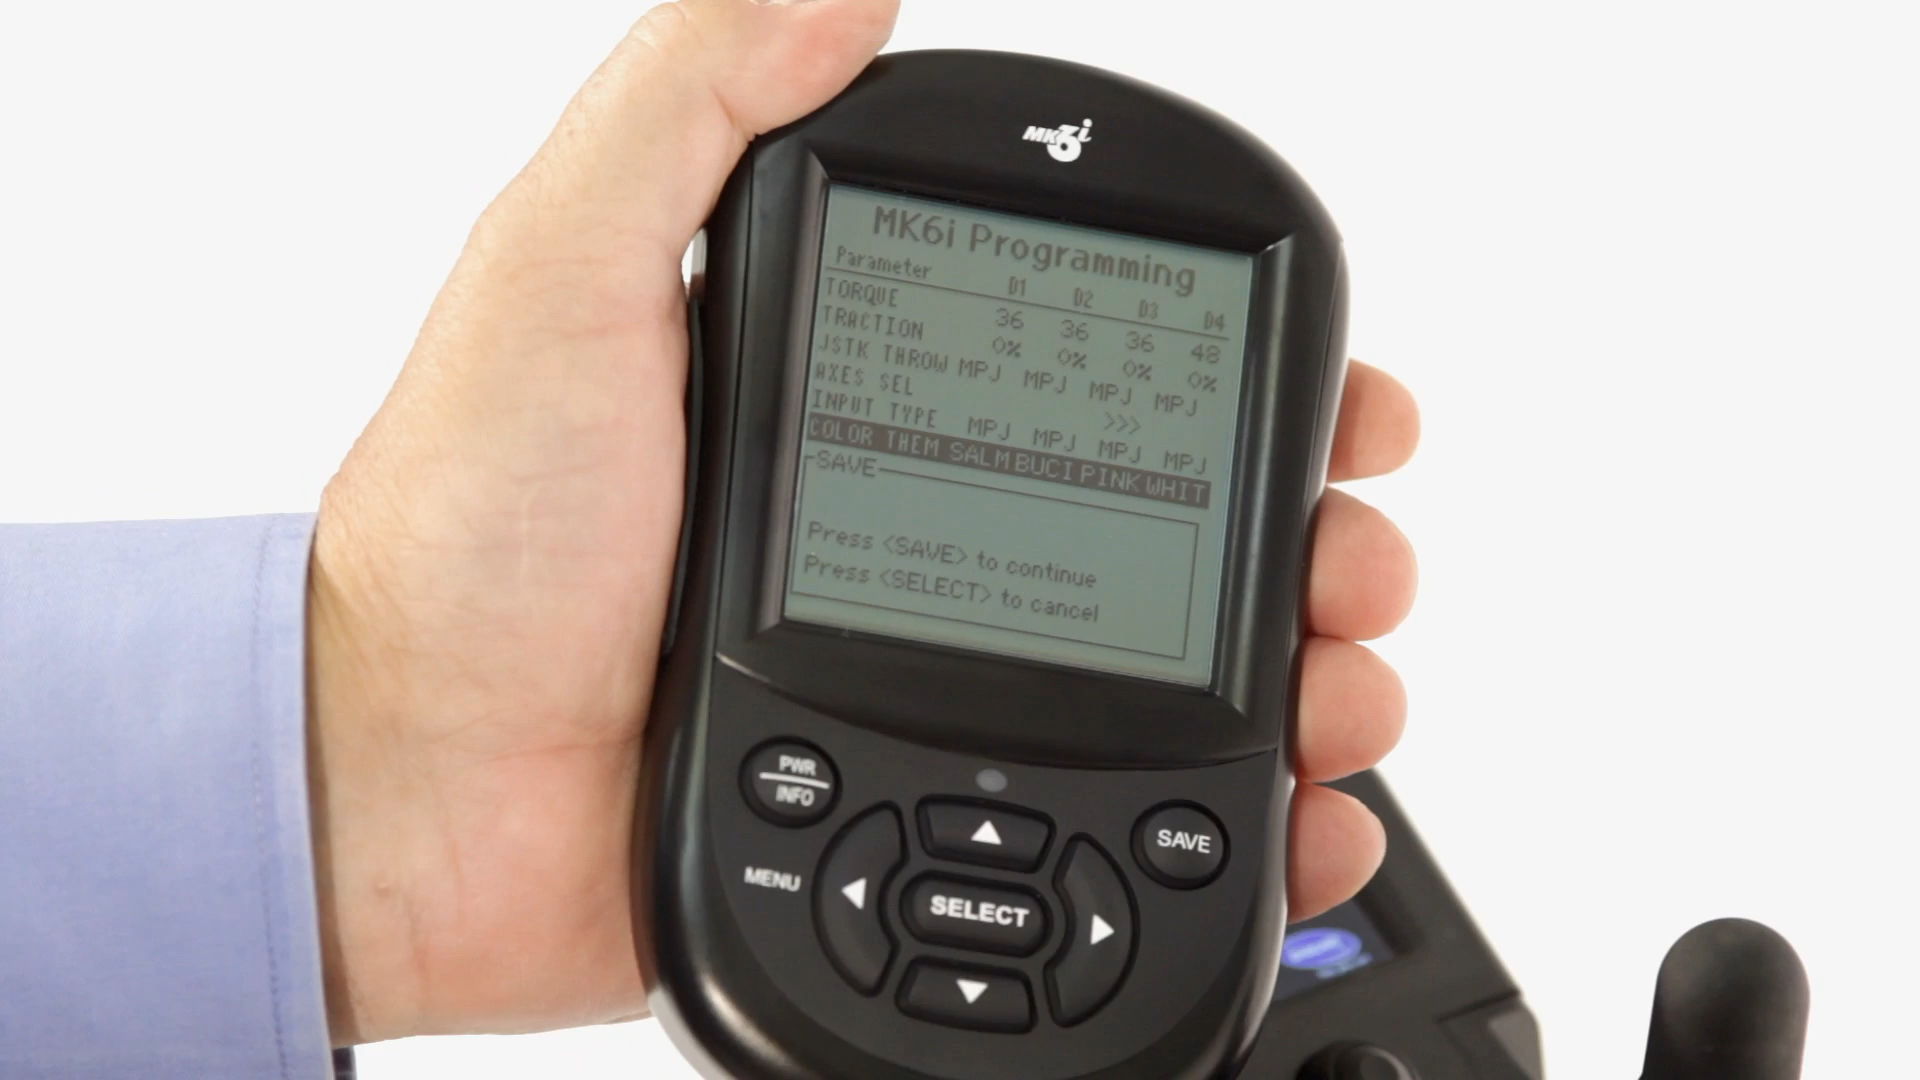 MK6i
MK6i Programming
Parameter D1 D2 D3 D4
TORQUE 36 36 36 48
TRACTION 0% 0% 0% 0%
JSTK THROW MPJ MPJ MPJ MPJ
AXES SEL >>>
INPUT TYPE MPJ MPJ MPJ MPJ
COLOR THEM SALM BUCI PINK WHIT
SAVE
Press <SAVE> to continue
Press <SELECT> to cancel
PWR
INFO
SAVE
MENU
SELECT